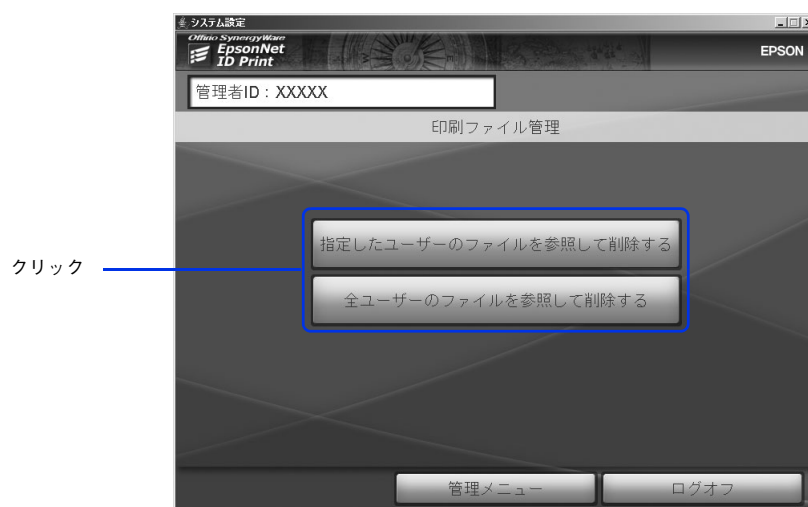 システム設定
Offirio SynergyWare
EpsonNet
ID Print
EPSON
管理者ID：XXXXX
印刷ファイル管理
指定したユーザーのファイルを参照して削除する
クリック
全ユーザーのファイルを参照して削除する
管理メニュー
ログオフ